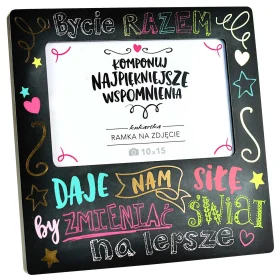 Bycie RAZEM
KOMPONUJ
NAJPIĘKNIEJSZE
WSPOMNIENIA
kukartka
RAMKA NA ZDJĘCIE
10x15
DAJE NAM SIŁĘ
by ZMIENIAĆ ŚWIAT
na lepsze